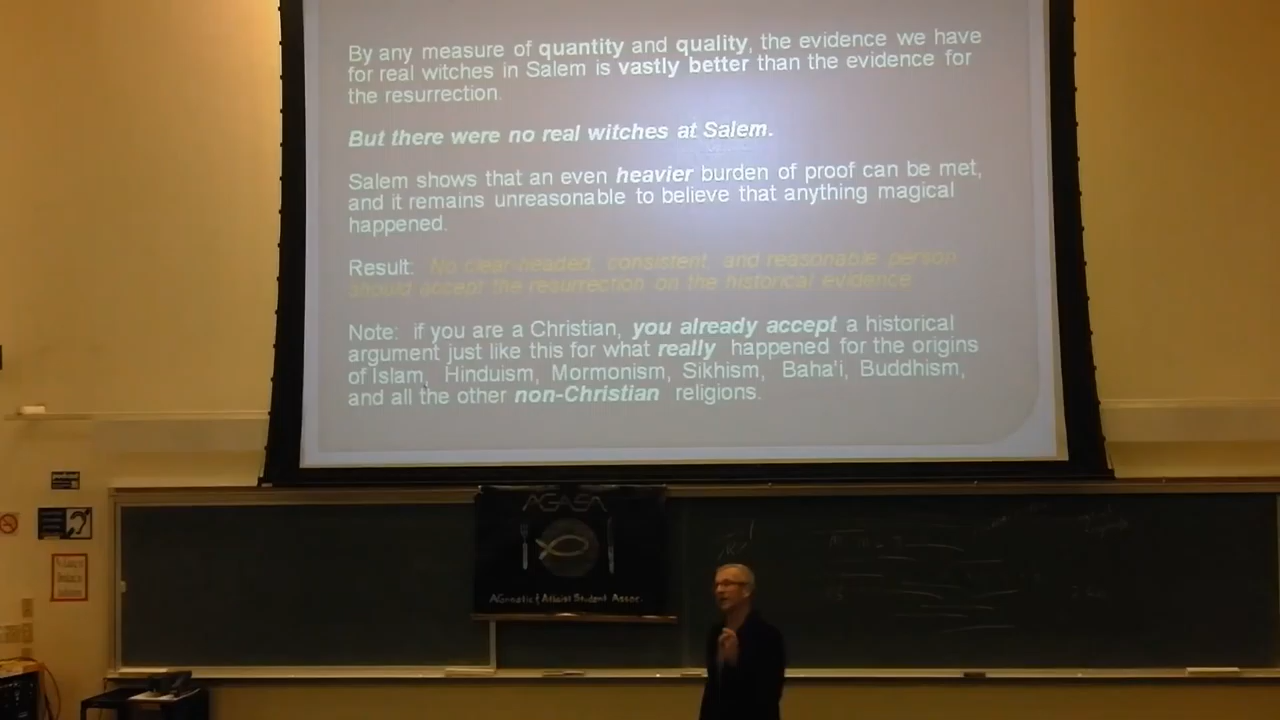 By any measure of quantity and quality, the evidence we have
for real witches in Salem is vastly better than the evidence for
the resurrection.
But there were no real witches at Salem.
Salem shows that an even heavier burden of proof can be met,
and it remains unreasonable to believe that anything magical
happened.
Result: No clear-headed, consistent, and reasonable person
should accept the resurrection on the historical evidence
Note: if you are a Christian, you already accept a historical
argument just like this for what really happened for the origins
of Islam, Hinduism, Mormonism, Sikhism, Baha'i, Buddhism,
and all the other non-Christian religions.
AGASA
AGnostic & Atheist Student Assoc.